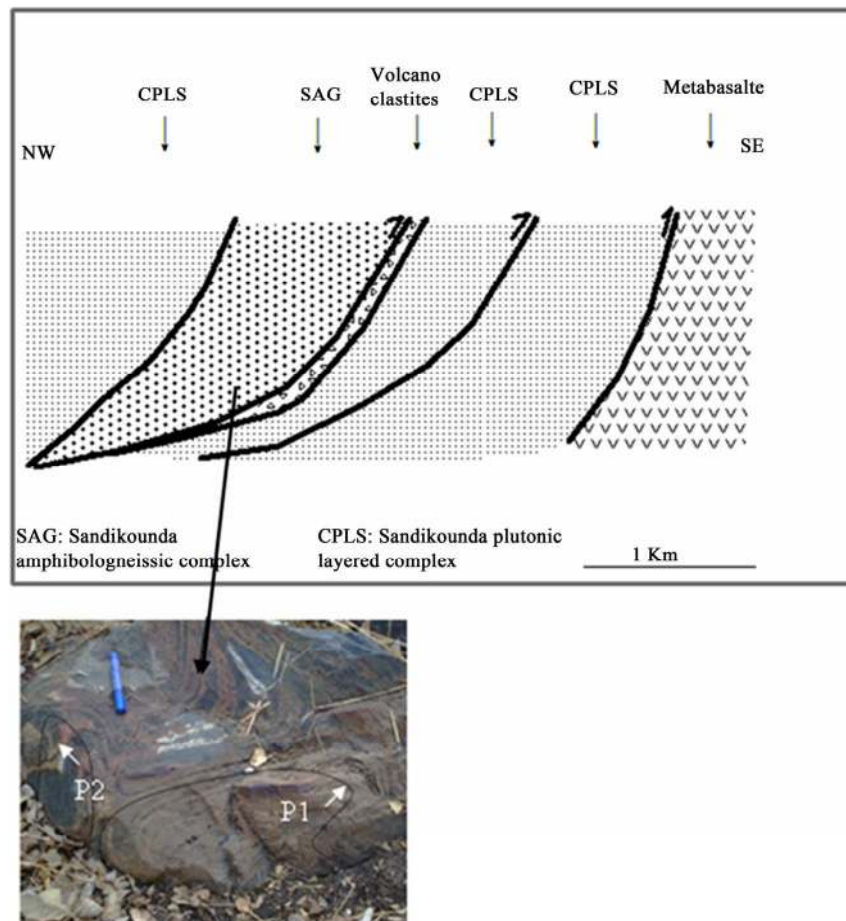 CPLS
SAG
Volcano
clastites
CPLS
CPLS
Metabasalte
NW
SE
SAG: Sandikounda
amphibologneissic complex
CPLS: Sandikounda plutonic
layered complex
1 Km
P2
P1